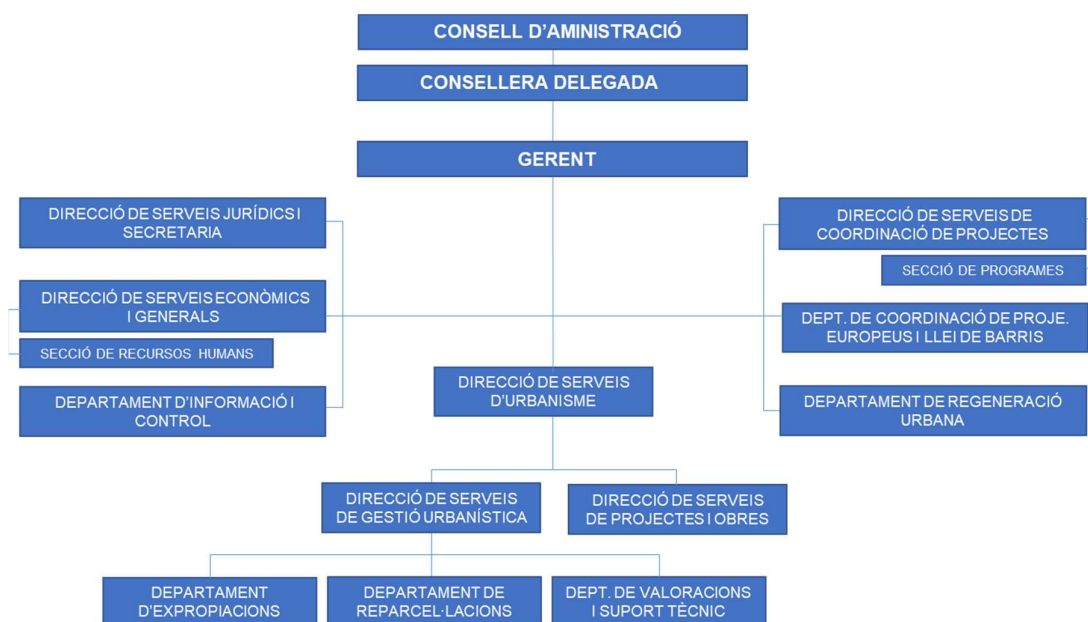 CONSELL D’AMINISTRACIÓ
CONSELLERA DELEGADA
GERENT
DIRECCIÓ DE SERVEIS JURÍDICS I
SECRETARIA
DIRECCIÓ DE SERVEIS ECONÒMICS
I GENERALS
SECCIÓ DE RECURSOS HUMANS
DEPARTAMENT D’INFORMACIÓ I
CONTROL
DIRECCIÓ DE SERVEIS DE
COORDINACIÓ DE PROJECTES
SECCIÓ DE PROGRAMES
DEPT. DE COORDINACIÓ DE PROJE.
EUROPEUS I LLEI DE BARRIS
DEPARTAMENT DE REGENERACIÓ
URBANA
DIRECCIÓ DE SERVEIS
D’URBANISME
DIRECCIÓ DE SERVEIS
DE GESTIÓ URBANÍSTICA
DIRECCIÓ DE SERVEIS
DE PROJECTES I OBRES
DEPARTAMENT
D’EXPROPIACIONS
DEPARTAMENT DE
REPARCEL·LACIONS
DEPT. DE VALORACIONS
I SUPORT TÈCNIC